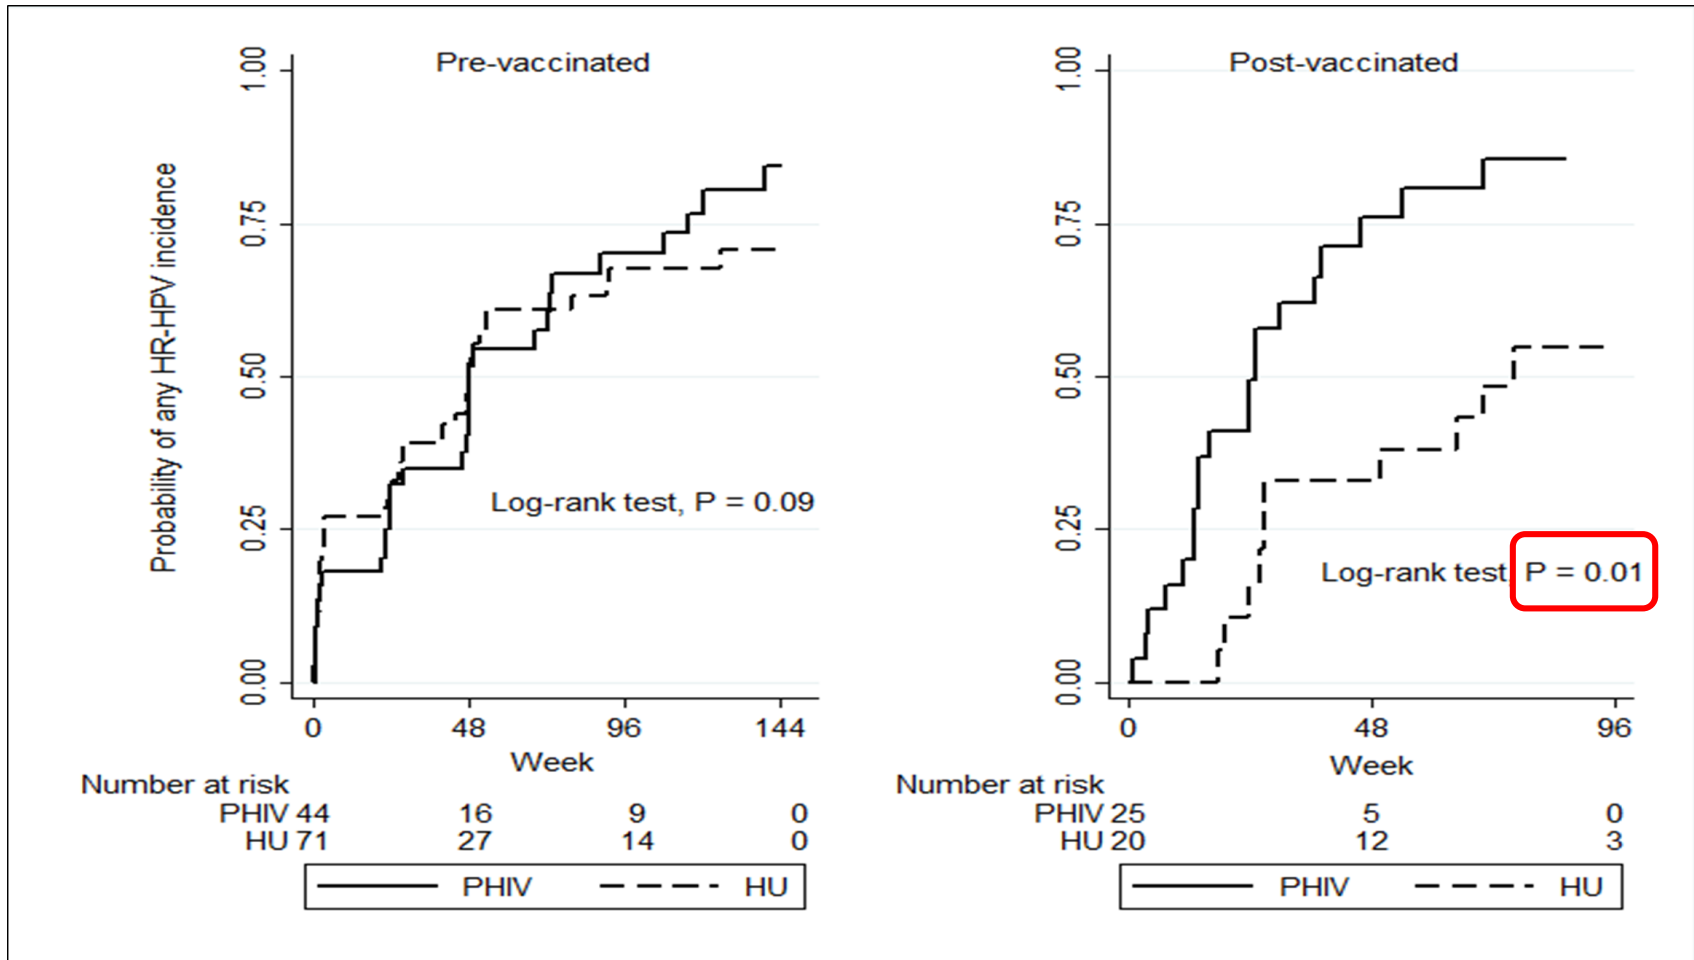 Pre-vaccinated
Probability of any HR-HPV incidence
1.00
0.75
0.50
0.25
0.00
Log-rank test, P = 0.09
0 48 96 144
Week
Number at risk
PHIV 44 16 9 0
HU 71 27 14 0
PHIV HU
Post-vaccinated
1.00
0.75
0.50
0.25
0.00
Log-rank test, P = 0.01
0 48 96
Week
Number at risk
PHIV 25 5 0
HU 20 12 3
PHIV HU